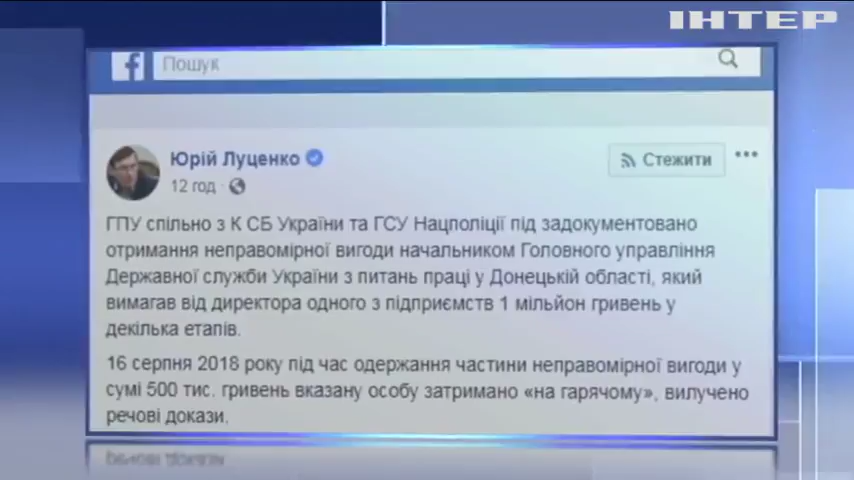 ІНТЕР
Пошук
Юрій Луценко
12 год ·
Стежити
ГПУ спільно з К СБ України та ГСУ Нацполіції під задокументовано
отримання неправомірної вигоди начальником Головного управління
Державної служби України з питань праці у Донецькій області, який
вимагав від директора одного з підприємств 1 мільйон гривень у
декілька етапів.
16 серпня 2018 року під час одержання частини неправомірної вигоди у
сумі 500 тис. гривень вказану особу затримано «на гарячому», вилучено
речові докази.